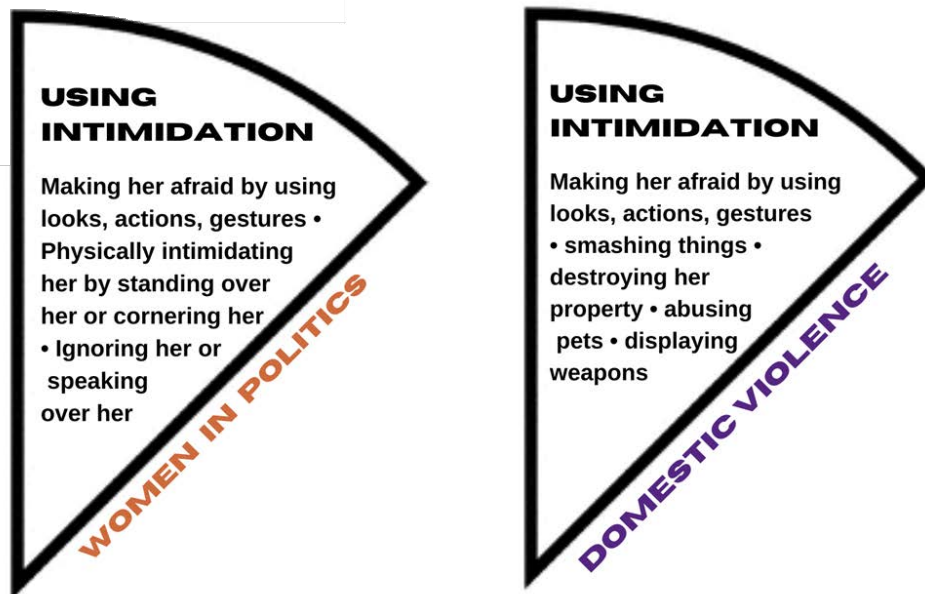 USING
INTIMIDATION
Making her afraid by using
looks, actions, gestures •
Physically intimidating
her by standing over
her or cornering her
• Ignoring her or
speaking
over her
WOMEN IN POLITICS
USING
INTIMIDATION
Making her afraid by using
looks, actions, gestures
• smashing things •
destroying her
property • abusing
pets • displaying
weapons
DOMESTIC VIOLENCE